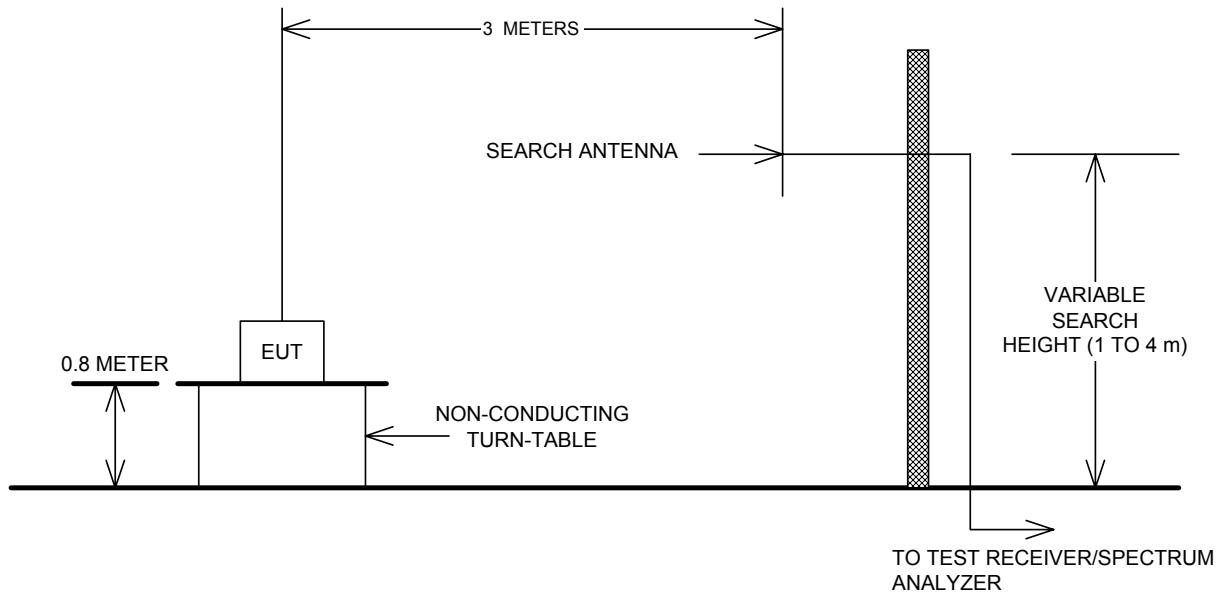 3 METERS
SEARCH ANTENNA
EUT
0.8 METER
NON-CONDUCTING
TURN-TABLE
VARIABLE
SEARCH
HEIGHT (1 TO 4 m)
TO TEST RECEIVER/SPECTRUM
ANALYZER